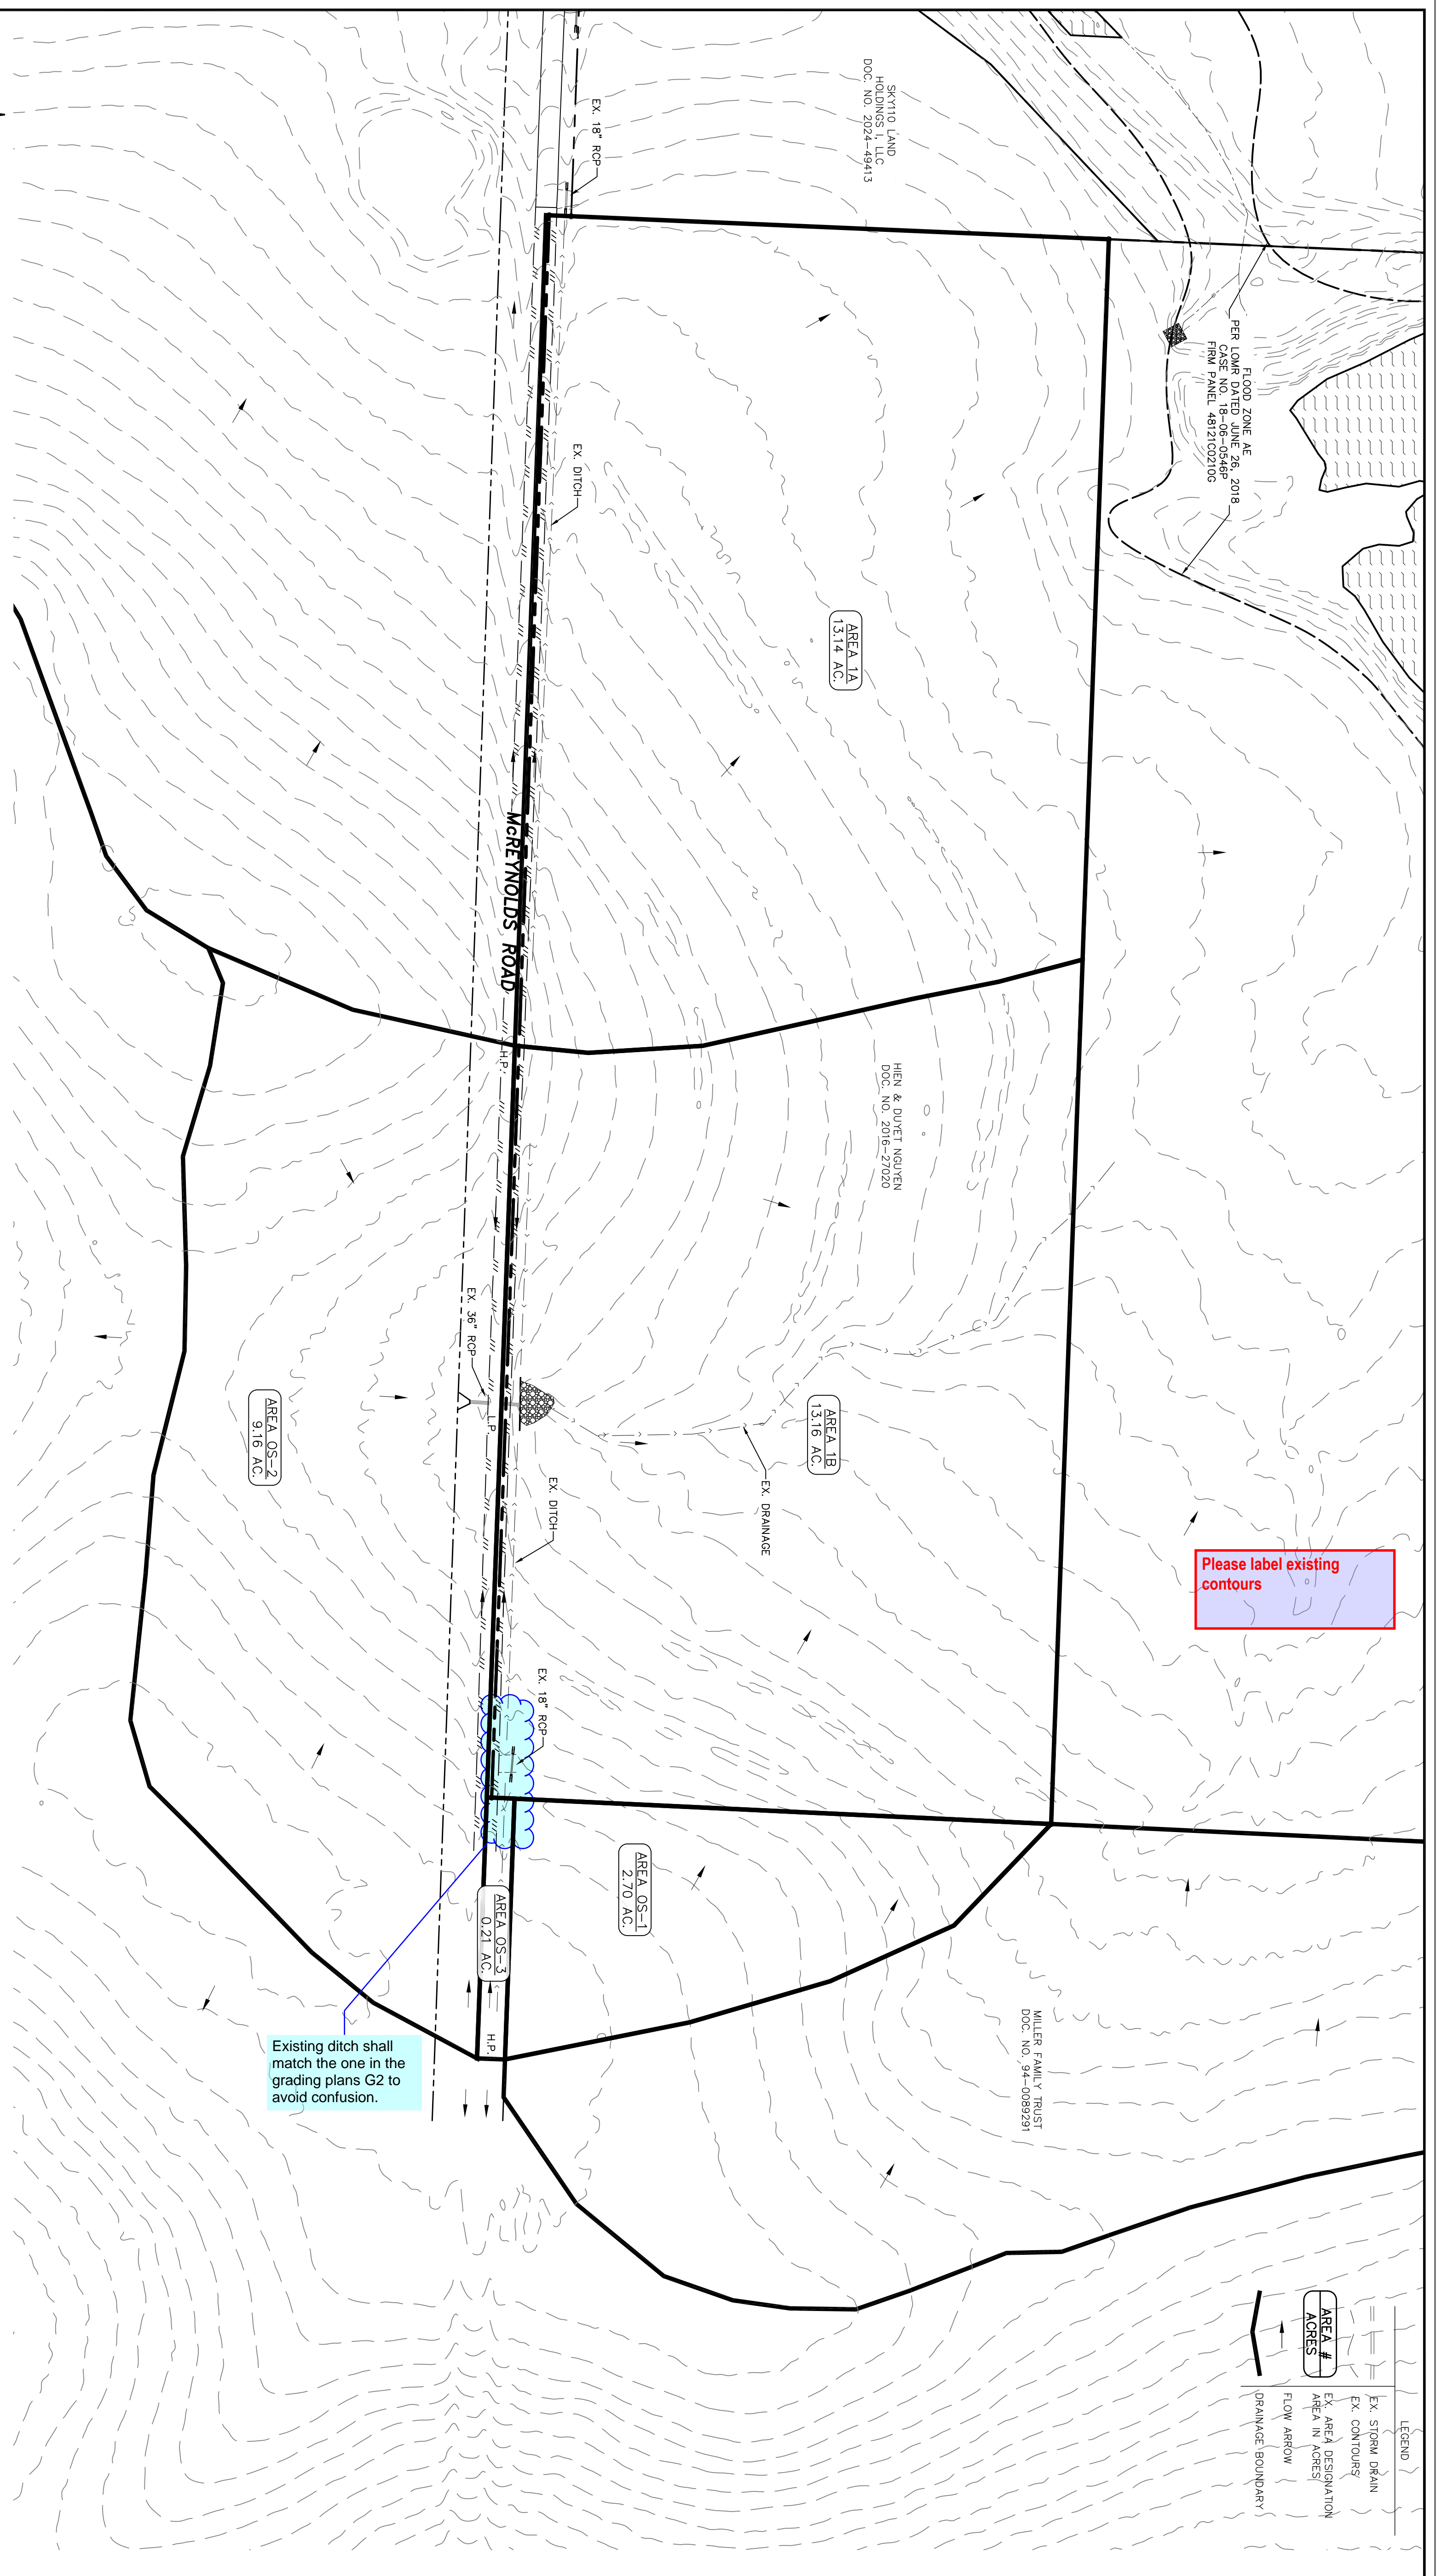 SKY110 LAND
HOLDINGS I, LLC
DOC. NO. 2024-49413
EX. 18" RCP
FLOOD ZONE AE
PER LOMR DATED JUNE 26, 2018
CASE NO. 18-06-0546P
FIRM PANEL 48121C0210G
EX. DITCH
AREA 1A
13.14 AC.
McREYNOLDS ROAD
H.P.
HIEN & DUYET NGUYEN
DOC. NO. 2016-27020
EX. 36" RCP
L.P.
AREA 1B
13.16 AC.
AREA OS-2
9.16 AC.
EX. DITCH
EX. DRAINAGE
Please label existing
contours
EX. 18" RCP
AREA OS-1
2.70 AC.
AREA OS-3
0.21 AC.
H.P.
MILLER FAMILY TRUST
DOC. NO. 94-0089291
Existing ditch shall
match the one in the
grading plans G2 to
avoid confusion.
LEGEND
EX. STORM DRAIN
EX. CONTOURS
AREA #
ACRES
EX. AREA DESIGNATION
AREA IN ACRES
FLOW ARROW
DRAINAGE BOUNDARY